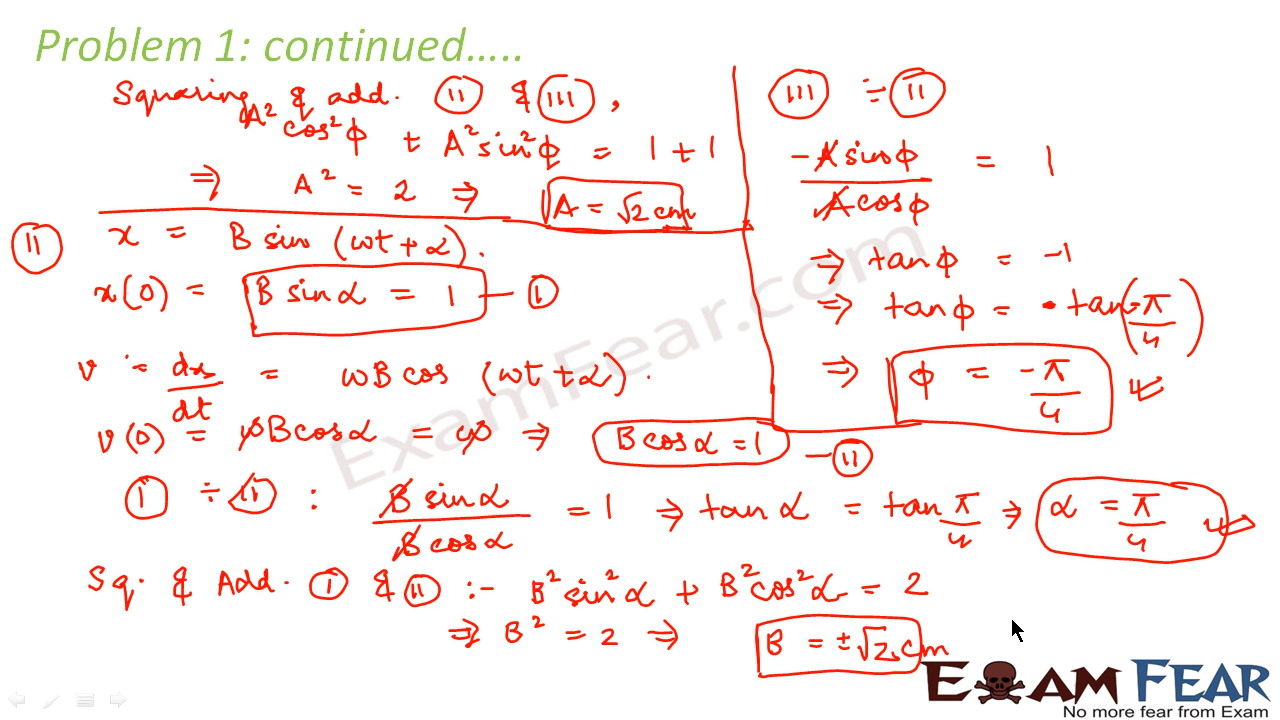 Problem 1: continued.....
Squaring & add. (II) & (III),
A² cos²ϕ + A² sin²ϕ = 1 + 1
⇒ A² = 2 ⇒ A = √2 cm
(III) ÷ (II)
-A sinϕ / A cosϕ = 1
⇒ tanϕ = -1
⇒ tanϕ = tan(-π/4)
⇒ ϕ = -π/4
(II) x = B sin (ωt + α).
x(0) = B sinα = 1 — (I)
v = dx/dt = ωB cos (ωt + α).
v(0) = ωB cosα = ω ⇒ B cosα = 1 — (II)
(I) ÷ (II) : B sinα / B cosα = 1 ⇒ tanα = tan π/4 ⇒ α = π/4
Sq. & Add. (I) & (II) :- B² sin²α + B² cos²α = 2
⇒ B² = 2 ⇒ B = ±√2 cm
ExamFear.com
EXAM FEAR
No more fear from Exam